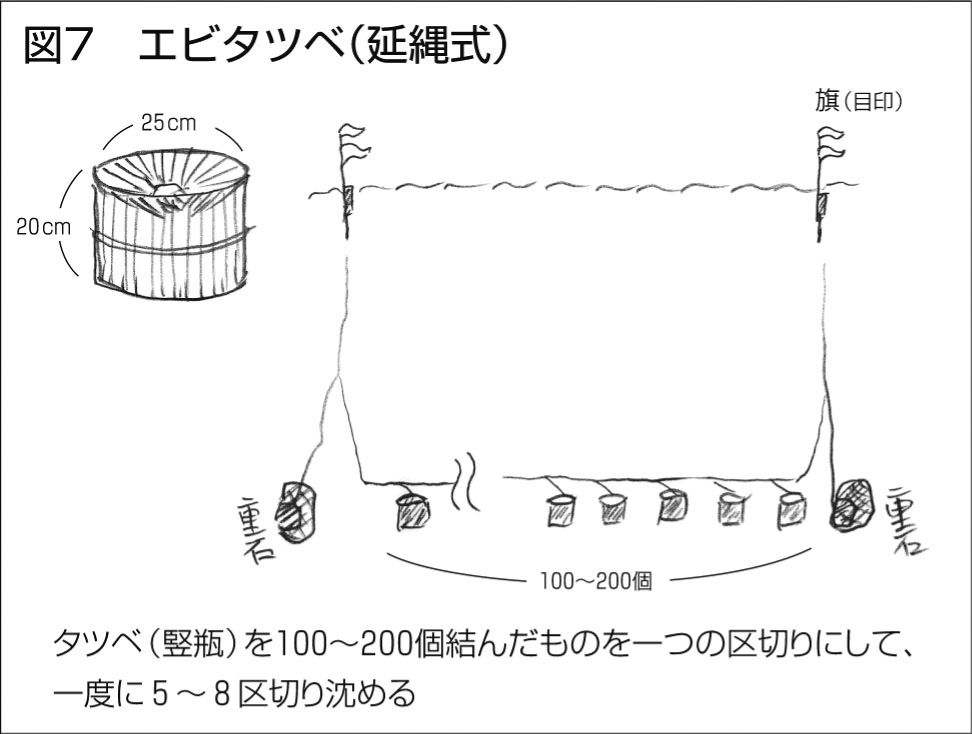 図7 エビタツベ(延縄式)
旗(目印)
25cm
20cm
重石
重石
100〜200個
タツベ(竪瓶)を100〜200個結んだものを一つの区切りにして、
一度に5〜8区切り沈める